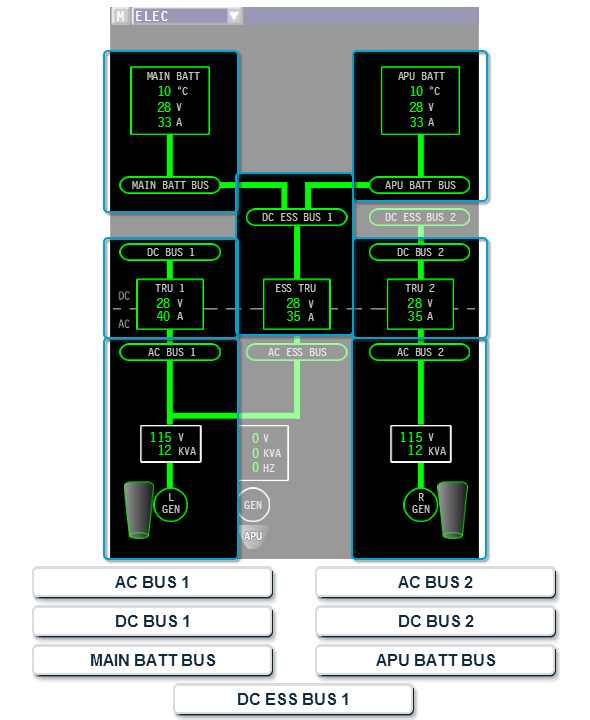 M ELEC
MAIN BATT
10 °C
28 V
33 A
APU BATT
10 °C
28 V
33 A
MAIN BATT BUS
APU BATT BUS
DC ESS BUS 1
DC ESS BUS 2
DC BUS 1
DC BUS 2
TRU 1
28 V
40 A
ESS TRU
28 V
35 A
TRU 2
28 V
35 A
DC
AC
AC BUS 1
AC ESS BUS
AC BUS 2
115 V
12 KVA
0 V
0 KVA
0 HZ
115 V
12 KVA
L
GEN
GEN
APU
R
GEN
AC BUS 1
AC BUS 2
DC BUS 1
DC BUS 2
MAIN BATT BUS
APU BATT BUS
DC ESS BUS 1